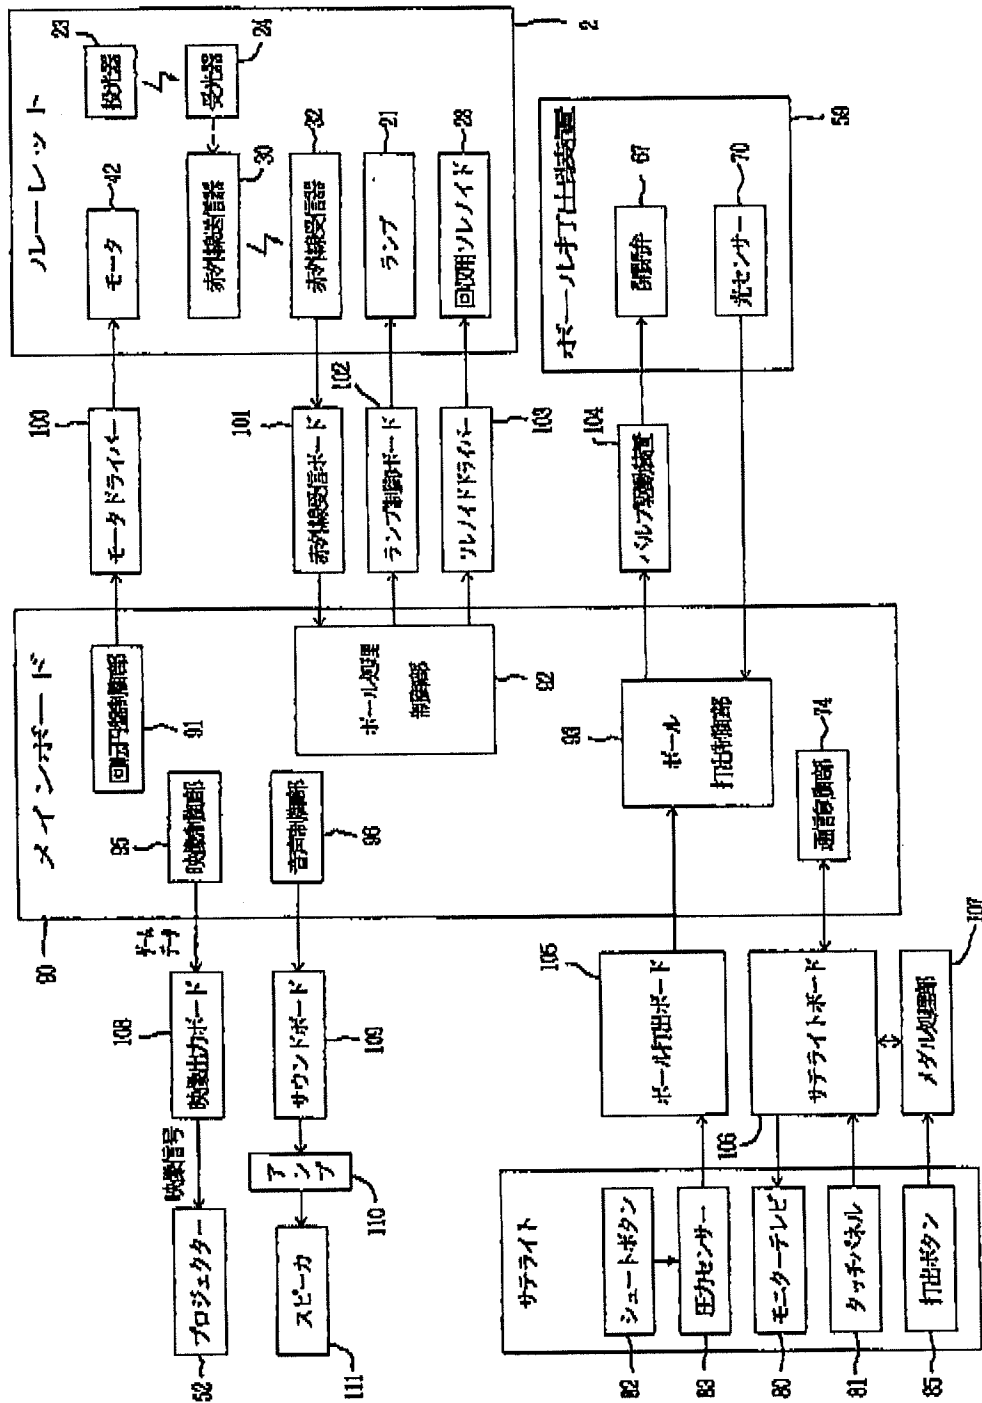 ルーレット
2
投光器
23
受光器
24
モータ
42
赤外線送信器
30
赤外線受信器
32
ランプ
21
回収用ソレノイド
28
ボール打出し装置
59
開閉弁
67
光センサー
70
モータドライバー
100
赤外線受信ボード
101
ランプ制御ボード
102
ソレノイドドライバー
103
バルブ駆動装置
104
メインボード
90
回転円盤制御部
91
映像制御部
95
音声制御部
96
ボール処理
制御部
92
ボール
打出制御部
93
通信制御部
74
ゲーム
データ
映像出力ボード
108
サウンドボード
109
ボール打出ボード
105
サテライトボード
106
メダル処理部
107
映像信号
アンプ
110
プロジェクター
52
スピーカ
111
サテライト
シュートボタン
82
圧力センサー
83
モニターテレビ
80
タッチパネル
81
打出ボタン
85